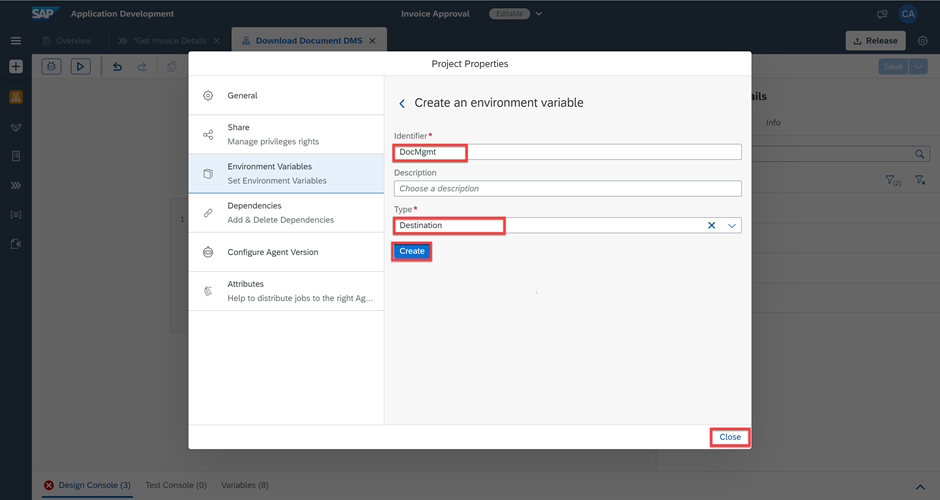 SAP Application Development
Invoice Approval Editable
CA
Overview
*Get Invoice Details
Download Document DMS
Release
Save
Project Properties
General
Share
Manage privileges rights
Environment Variables
Set Environment Variables
Dependencies
Add & Delete Dependencies
Configure Agent Version
Attributes
Help to distribute jobs to the right Ag...
Create an environment variable
Identifier*
DocMgmt
Description
Choose a description
Type*
Destination
Create
Close
ils
Info
(2)
1
Design Console (3) Test Console (0) Variables (8)